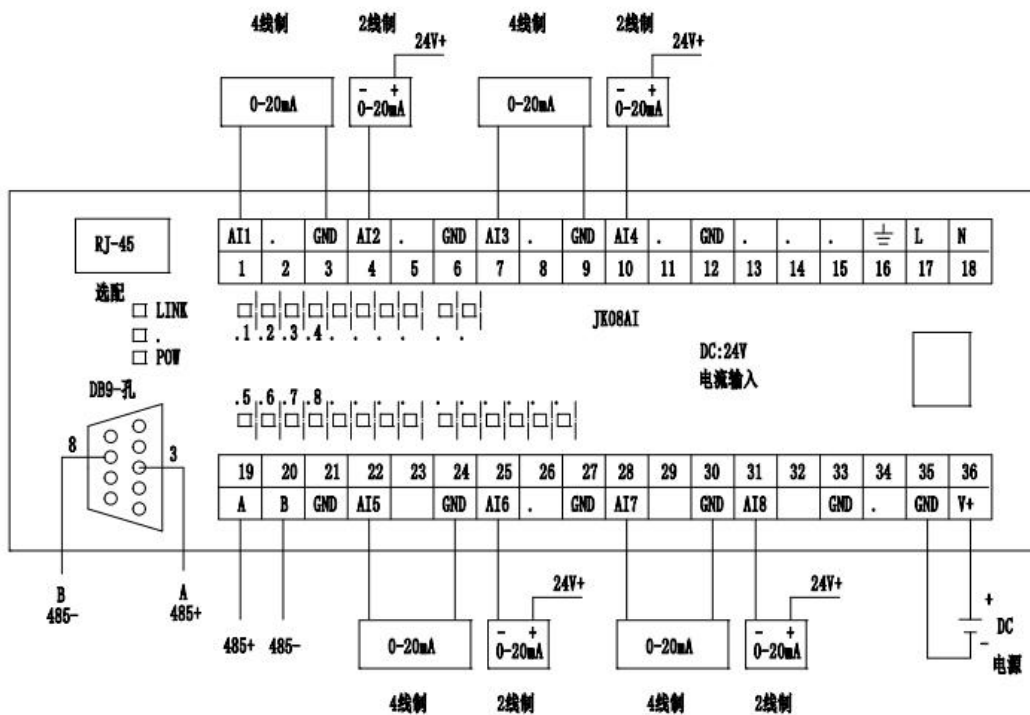 4线制 2线制 4线制 2线制
24V+ 24V+
0-20mA - + 0-20mA 0-20mA - + 0-20mA
RJ-45
选配
LINK
.
POW
DB9-孔
8 3
B 485- A 485+
AI1 . GND AI2 . GND AI3 . GND AI4 . GND . . . L N
1 2 3 4 5 6 7 8 9 10 11 12 13 14 15 16 17 18
.1 .2 .3 .4 . . . . . .
JK08AI
DC:24V
电流输入
.5 .6 .7 .8 . . . . . . . . . .
19 20 21 22 23 24 25 26 27 28 29 30 31 32 33 34 35 36
A B GND AI5 GND AI6 . GND AI7 GND AI8 GND . GND V+
485+ 485-
24V+ 24V+
0-20mA - + 0-20mA 0-20mA - + 0-20mA
+ DC
-
电源
4线制 2线制 4线制 2线制